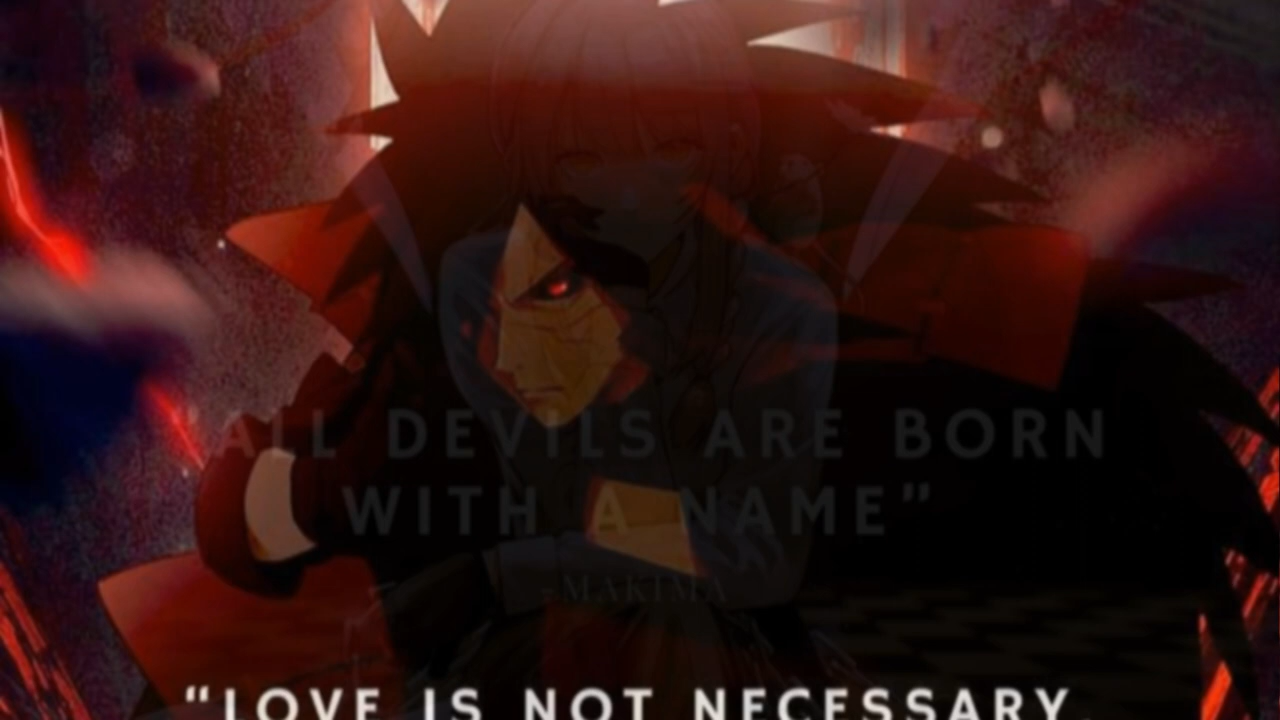 "ALL DEVILS ARE BORN
WITH A NAME"
-MAKIMA
"LOVE IS NOT NECESSARY